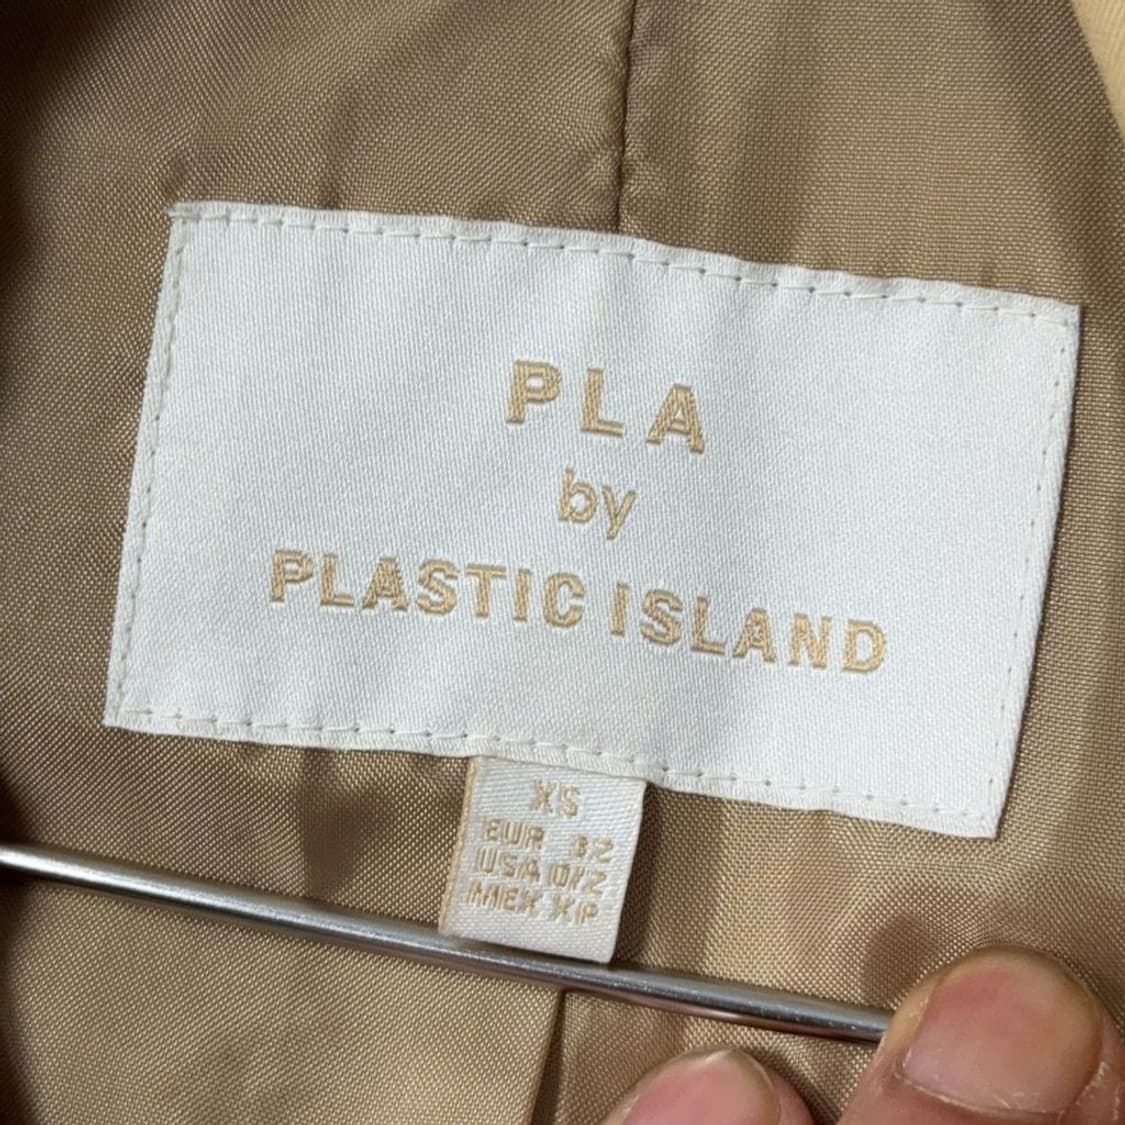 PLA
by
PLASTIC ISLAND
XS
EUR 32
USA 0/2
MEX XP